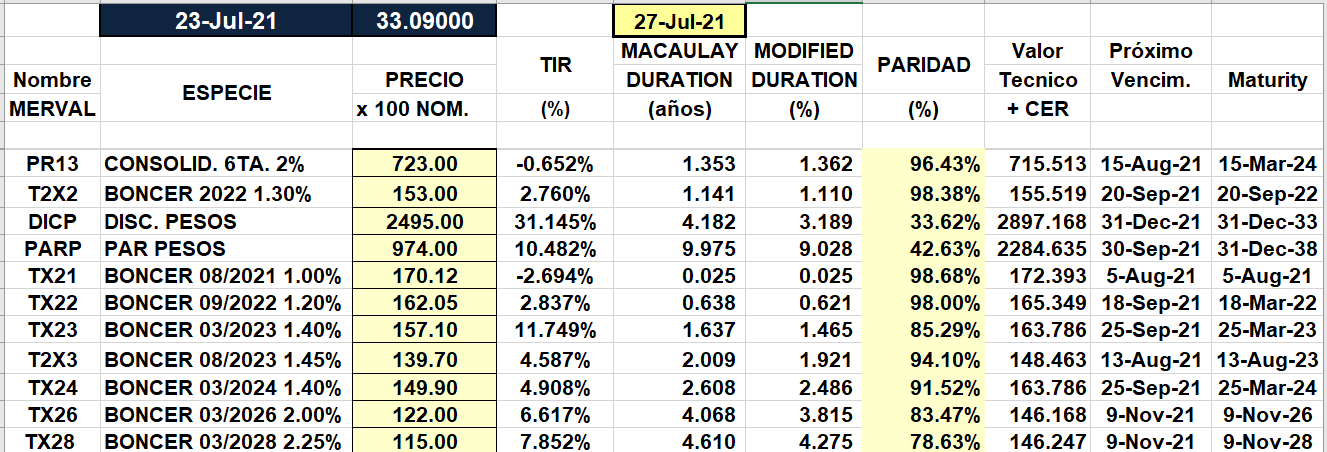 23-Jul-21 33.09000 27-Jul-21
MACAULAY MODIFIED Valor Próximo
TIR PARIDAD
Nombre PRECIO DURATION DURATION Tecnico Vencim. Maturity
ESPECIE
MERVAL x 100 NOM. (%) (años) (%) (%) + CER
PR13 CONSOLID. 6TA. 2% 723.00 -0.652% 1.353 1.362 96.43% 715.513 15-Aug-21 15-Mar-24
T2X2 BONCER 2022 1.30% 153.00 2.760% 1.141 1.110 98.38% 155.519 20-Sep-21 20-Sep-22
DICP DISC. PESOS 2495.00 31.145% 4.182 3.189 33.62% 2897.168 31-Dec-21 31-Dec-33
PARP PAR PESOS 974.00 10.482% 9.975 9.028 42.63% 2284.635 30-Sep-21 31-Dec-38
TX21 BONCER 08/2021 1.00% 170.12 -2.694% 0.025 0.025 98.68% 172.393 5-Aug-21 5-Aug-21
TX22 BONCER 09/2022 1.20% 162.05 2.837% 0.638 0.621 98.00% 165.349 18-Sep-21 18-Mar-22
TX23 BONCER 03/2023 1.40% 157.10 11.749% 1.637 1.465 85.29% 163.786 25-Sep-21 25-Mar-23
T2X3 BONCER 08/2023 1.45% 139.70 4.587% 2.009 1.921 94.10% 148.463 13-Aug-21 13-Aug-23
TX24 BONCER 03/2024 1.40% 149.90 4.908% 2.608 2.486 91.52% 163.786 25-Sep-21 25-Mar-24
TX26 BONCER 03/2026 2.00% 122.00 6.617% 4.068 3.815 83.47% 146.168 9-Nov-21 9-Nov-26
TX28 BONCER 03/2028 2.25% 115.00 7.852% 4.610 4.275 78.63% 146.247 9-Nov-21 9-Nov-28